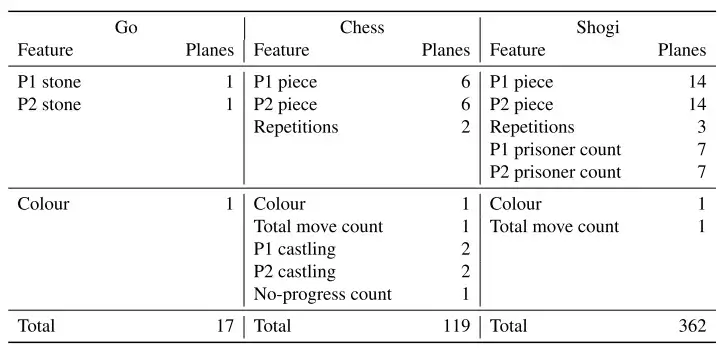 Go Chess Shogi
Feature Planes Feature Planes Feature Planes
P1 stone 1 P1 piece 6 P1 piece 14
P2 stone 1 P2 piece 6 P2 piece 14
Repetitions 2 Repetitions 3
P1 prisoner count 7
P2 prisoner count 7
Colour 1 Colour 1 Colour 1
Total move count 1 Total move count 1
P1 castling 2
P2 castling 2
No-progress count 1
Total 17 Total 119 Total 362